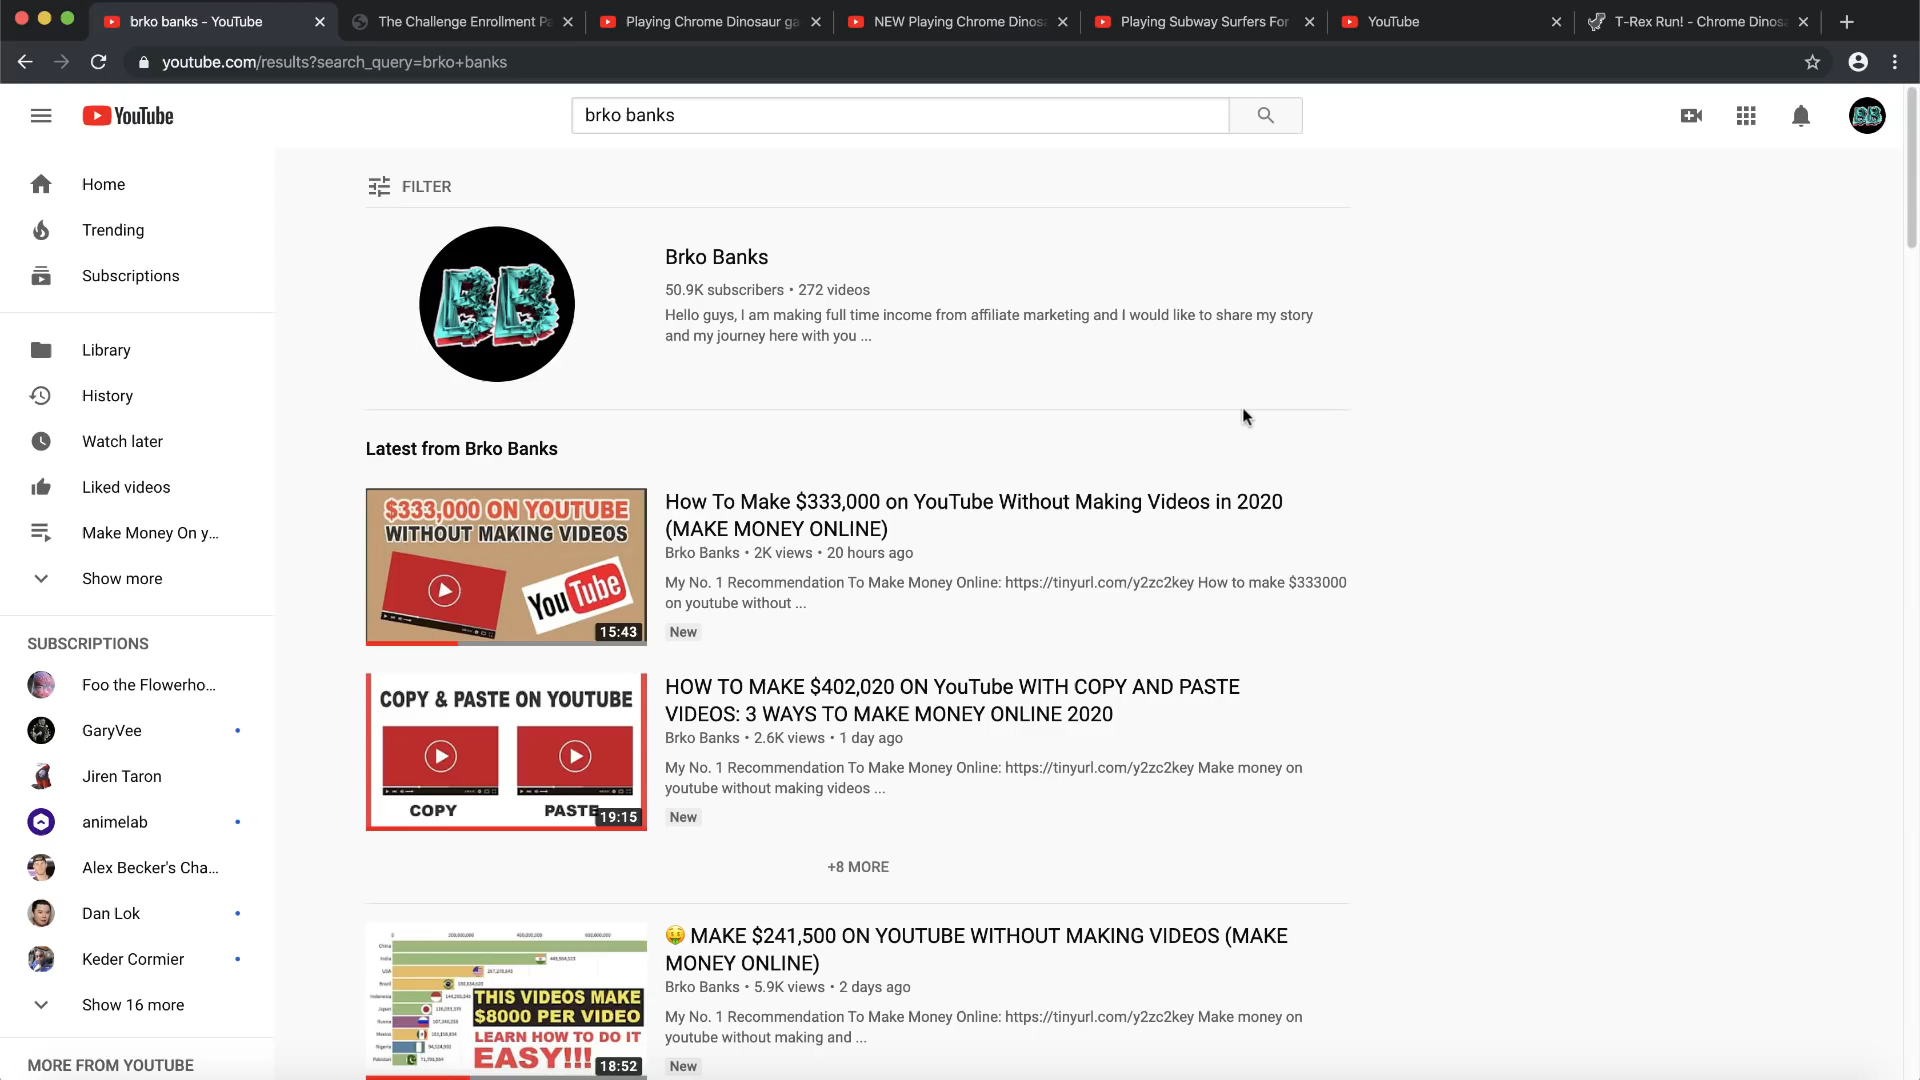 brko banks - YouTube
The Challenge Enrollment Pa
Playing Chrome Dinosaur ga
NEW Playing Chrome Dinos
Playing Subway Surfers For
YouTube
T-Rex Run! - Chrome Dinos
youtube.com/results?search_query=brko+banks
YouTube
brko banks
BB
Home
Trending
Subscriptions
Library
History
Watch later
Liked videos
Make Money On y...
Show more
SUBSCRIPTIONS
Foo the Flowerho...
GaryVee
Jiren Taron
animelab
Alex Becker's Cha...
Dan Lok
Keder Cormier
Show 16 more
MORE FROM YOUTUBE
FILTER
BB
Brko Banks
50.9K subscribers • 272 videos
Hello guys, I am making full time income from affiliate marketing and I would like to share my story
and my journey here with you ...
Latest from Brko Banks
$333,000 ON YOUTUBE
WITHOUT MAKING VIDEOS
YouTube
15:43
How To Make $333,000 on YouTube Without Making Videos in 2020
(MAKE MONEY ONLINE)
Brko Banks • 2K views • 20 hours ago
My No. 1 Recommendation To Make Money Online: https://tinyurl.com/y2zc2key How to make $333000
on youtube without ...
New
COPY & PASTE ON YOUTUBE
COPY
PASTE
19:15
HOW TO MAKE $402,020 ON YouTube WITH COPY AND PASTE
VIDEOS: 3 WAYS TO MAKE MONEY ONLINE 2020
Brko Banks • 2.6K views • 1 day ago
My No. 1 Recommendation To Make Money Online: https://tinyurl.com/y2zc2key Make money on
youtube without making videos ...
New
+8 MORE
China
India
USA
Brazil
Indonesia
Japan
Russia
Mexico
Nigeria
Pakistan
THIS VIDEOS MAKE
$8000 PER VIDEO
LEARN HOW TO DO IT
EASY!!!
18:52
🤑 MAKE $241,500 ON YOUTUBE WITHOUT MAKING VIDEOS (MAKE
MONEY ONLINE)
Brko Banks • 5.9K views • 2 days ago
My No. 1 Recommendation To Make Money Online: https://tinyurl.com/y2zc2key Make money on
youtube without making and ...
New